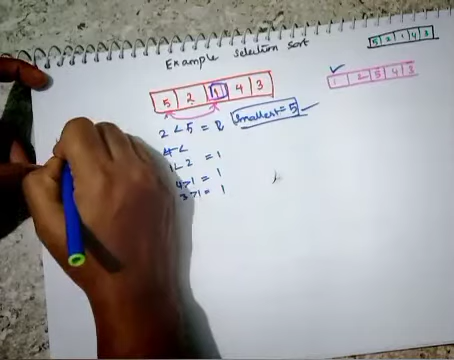 Example selection sort
5 2 1 4 3
5 2 1 4 3
1 2 5 4 3
Smallest = 5
2 < 5 = 2
1 < 2 = 1
4 > 1 = 1
3 > 1 = 1